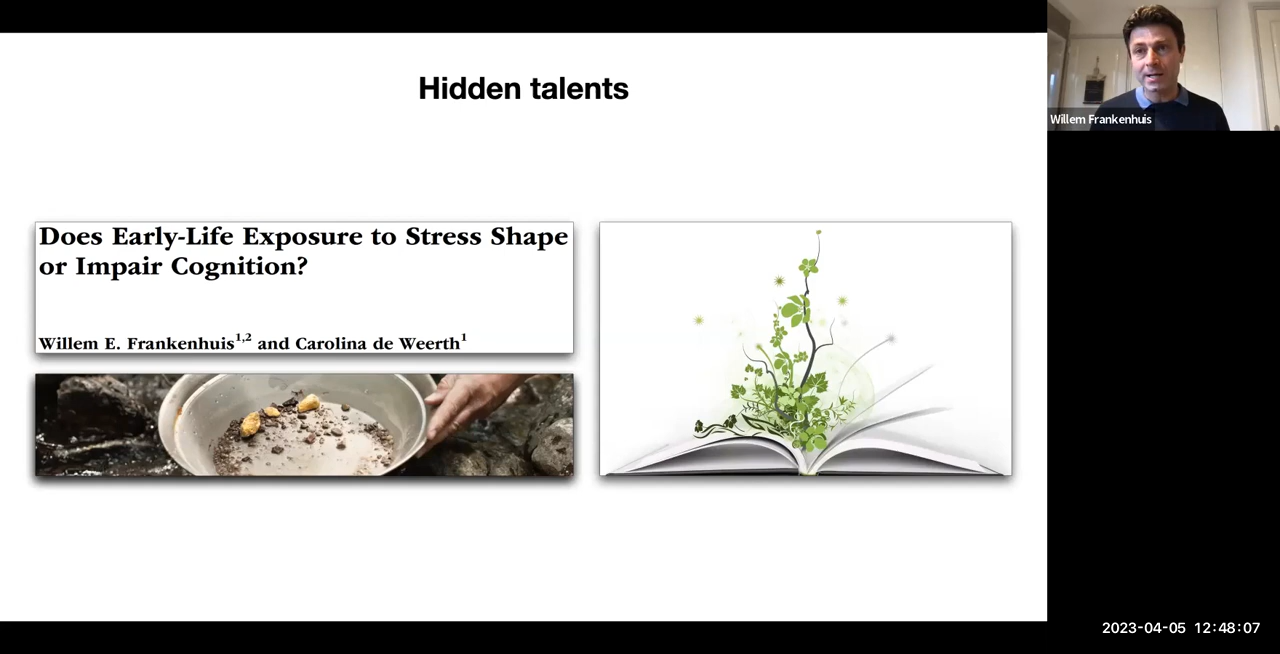 Hidden talents
Does Early-Life Exposure to Stress Shape
or Impair Cognition?
Willem E. Frankenhuis1,2 and Carolina de Weerth1
Willem Frankenhuis
2023-04-05 12:48:07